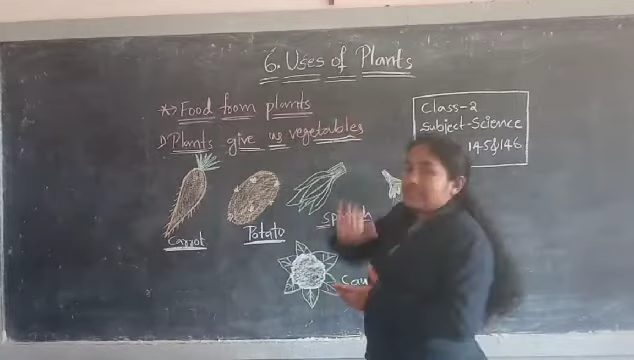 6. Uses of Plants
* Food from plants
1) Plants give us vegetables
Class-2
Subject-Science
145&146
Carrot
Potato